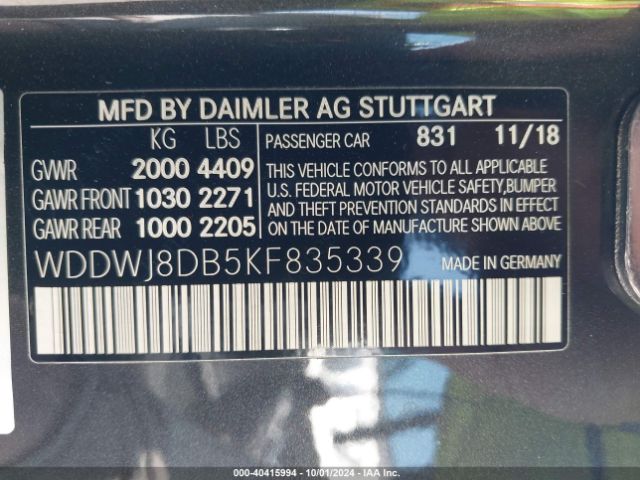 MFD BY DAIMLER AG STUTTGART
KG LBS PASSENGER CAR 831 11/18
GVWR 2000 4409
GAWR FRONT 1030 2271
GAWR REAR 1000 2205
THIS VEHICLE CONFORMS TO ALL APPLICABLE
U.S. FEDERAL MOTOR VEHICLE SAFETY, BUMPER
AND THEFT PREVENTION STANDARDS IN EFFECT
ON THE DATE OF MANUFACTURE SHOWN ABOVE.
WDDWJ8DB5KF835339 MADE IN GERMANY
© - 40415994 - 10/01/2024 - IAA Inc.